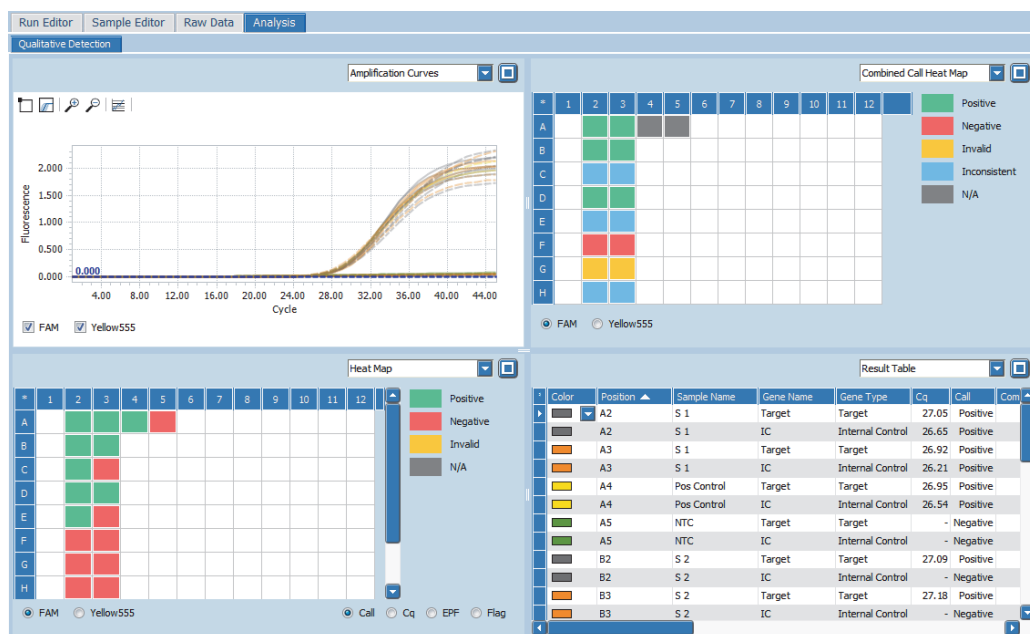 Run Editor Sample Editor Raw Data Analysis
Qualitative Detection
Amplification Curves
2.000
1.500
1.000
0.500
0.000
0.000
Fluorescence
4.00 8.00 12.00 16.00 20.00 24.00 28.00 32.00 36.00 40.00 44.00
Cycle
FAM Yellow555
Combined Call Heat Map
* 1 2 3 4 5 6 7 8 9 10 11 12
A
B
C
D
E
F
G
H
Positive
Negative
Invalid
Inconsistent
N/A
FAM Yellow555
Heat Map
* 1 2 3 4 5 6 7 8 9 10 11 12
A
B
C
D
E
F
G
H
Positive
Negative
Invalid
N/A
FAM Yellow555 Call Cq EPF Flag
Result Table
Color Position Sample Name Gene Name Gene Type Cq Call Com
A2 S 1 Target Target 27.05 Positive
A2 S 1 IC Internal Control 26.65 Positive
A3 S 1 Target Target 26.92 Positive
A3 S 1 IC Internal Control 26.21 Positive
A4 Pos Control Target Target 26.95 Positive
A4 Pos Control IC Internal Control 26.54 Positive
A5 NTC Target Target - Negative
A5 NTC IC Internal Control - Negative
B2 S 2 Target Target 27.09 Positive
B2 S 2 IC Internal Control - Negative
B3 S 2 Target Target 27.18 Positive
B3 S 2 IC Internal Control - Negative